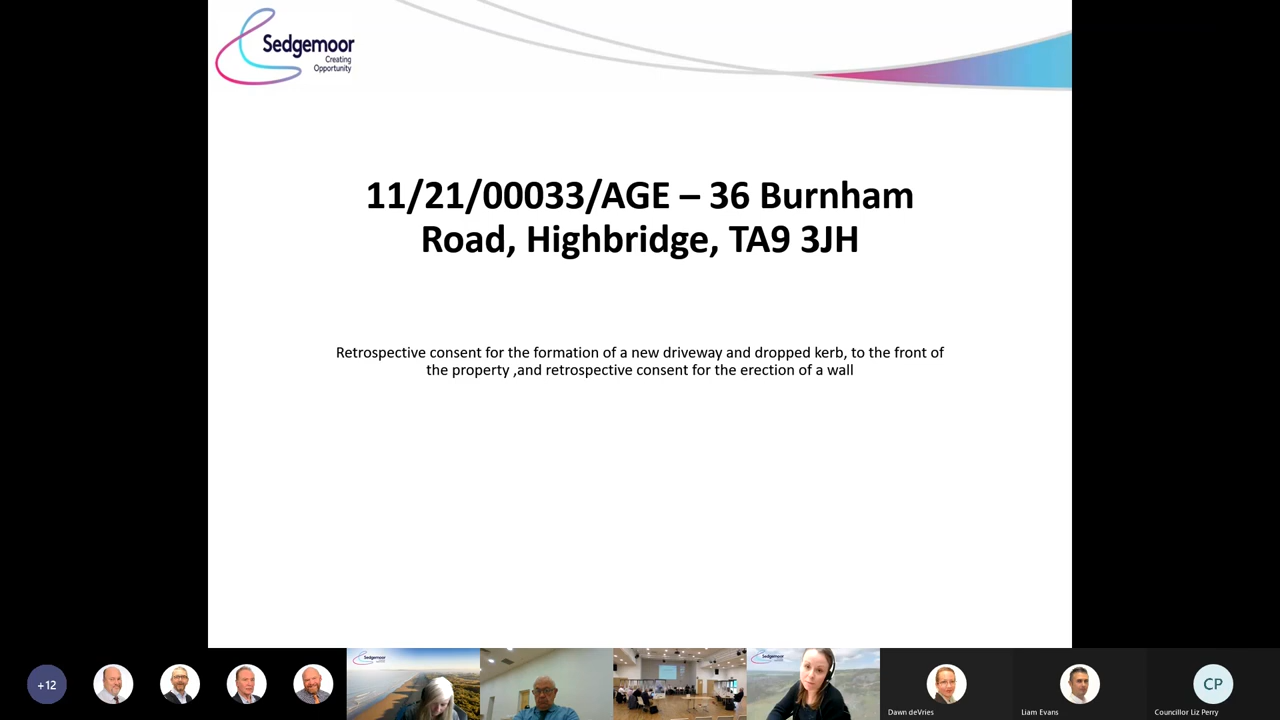 Sedgemoor
Creating
Opportunity
11/21/00033/AGE – 36 Burnham
Road, Highbridge, TA9 3JH
Retrospective consent for the formation of a new driveway and dropped kerb, to the front of
the property ,and retrospective consent for the erection of a wall
+12
Sedgemoor
Sedgemoor
Dawn deVries
Liam Evans
CP
Councillor Liz Perry